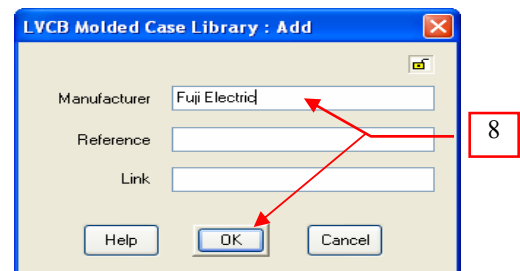 LVCB Molded Case Library : Add
Manufacturer Fuji Electric
8
Reference
Link
Help OK Cancel